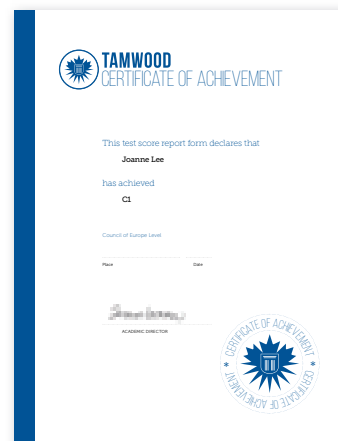 TAMWOOD
CERTIFICATE OF ACHIEVEMENT
This test score report form declares that
Joanne Lee
has achieved
C1
Council of Europe Level
Place Date
ACADEMIC DIRECTOR
CERTIFICATE OF ACHIEVEMENT
CERTIFICATE OF ACHIEVEMENT